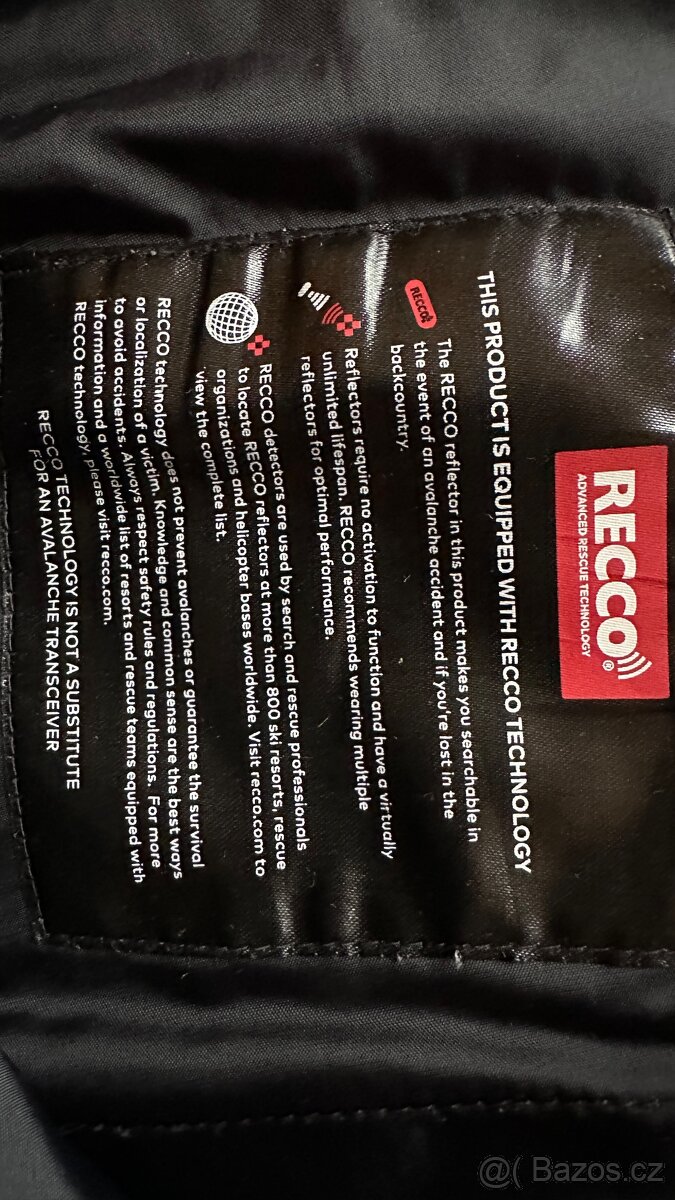 RECCO®
ADVANCED RESCUE TECHNOLOGY
THIS PRODUCT IS EQUIPPED WITH RECCO TECHNOLOGY
RECCO
The RECCO reflector in this product makes you searchable in
the event of an avalanche accident and if you're lost in the
backcountry.
Reflectors require no activation to function and have a virtually
unlimited lifespan. RECCO recommends wearing multiple
reflectors for optimal performance.
RECCO detectors are used by search and rescue professionals
to locate RECCO reflectors at more than 800 ski resorts, rescue
organizations and helicopter bases worldwide. Visit recco.com to
view the complete list.
RECCO technology does not prevent avalanches or guarantee the survival
or localization of a victim. Knowledge and common sense are the best ways
to avoid accidents. Always respect safety rules and regulations. For more
information and a worldwide list of resorts and rescue teams equipped with
RECCO technology, please visit recco.com.
RECCO TECHNOLOGY IS NOT A SUBSTITUTE
FOR AN AVALANCHE TRANSCEIVER
@( Bazoš.cz